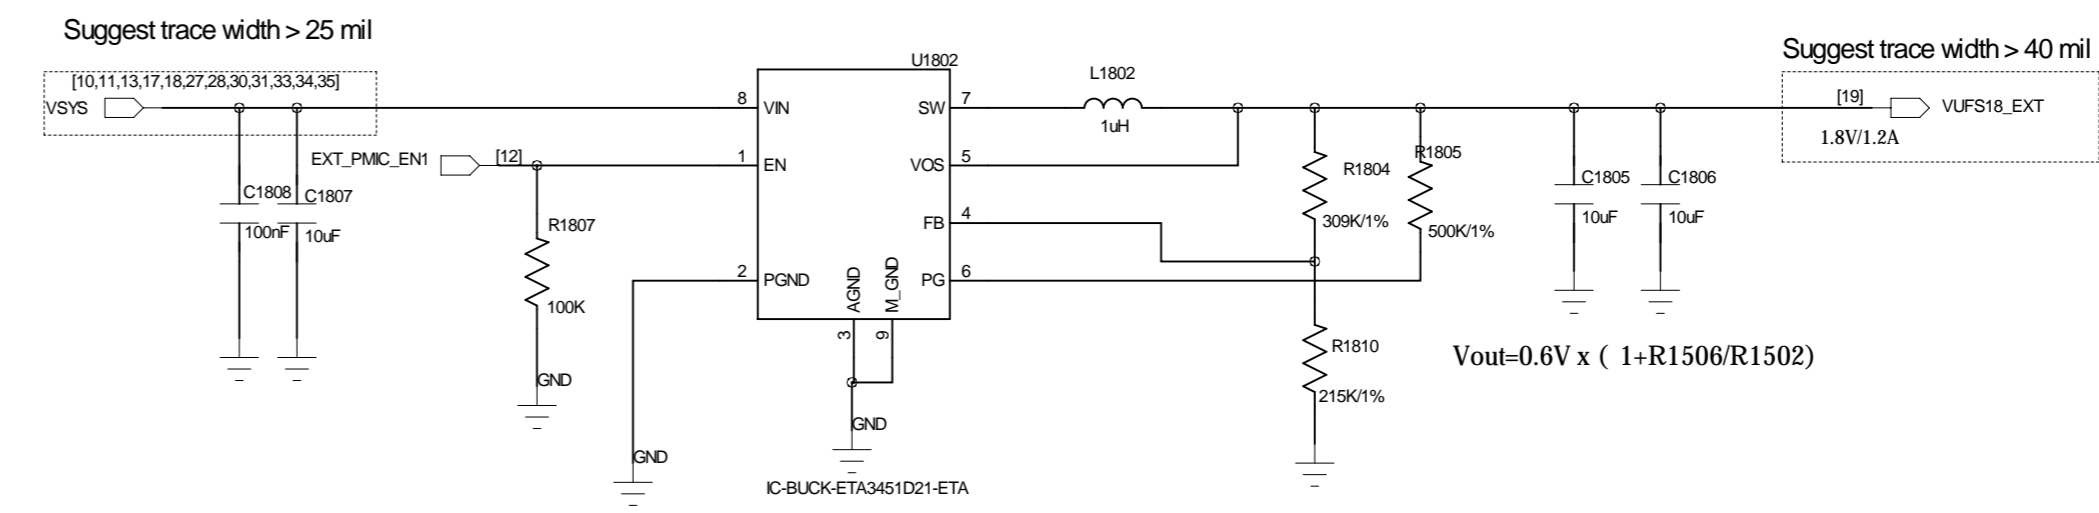 Suggest trace width > 25 mil
Suggest trace width > 40 mil
[10,11,13,17,18,27,28,30,31,33,34,35]
VSYS
U1802
L1802
1uH
8 VIN
SW 7
[19]
VUFS18_EXT
1.8V/1.2A
EXT_PMIC_EN1
[12]
1 EN
VOS 5
R1804
309K/1%
R1805
500K/1%
C1805
10uF
C1806
10uF
C1808
100nF
C1807
10uF
R1807
100K
GND
FB 4
2 PGND
PG 6
AGND
M_GND
3
9
GND
GND
R1810
215K/1%
Vout=0.6V x ( 1+R1506/R1502)
IC-BUCK-ETA3451D21-ETA